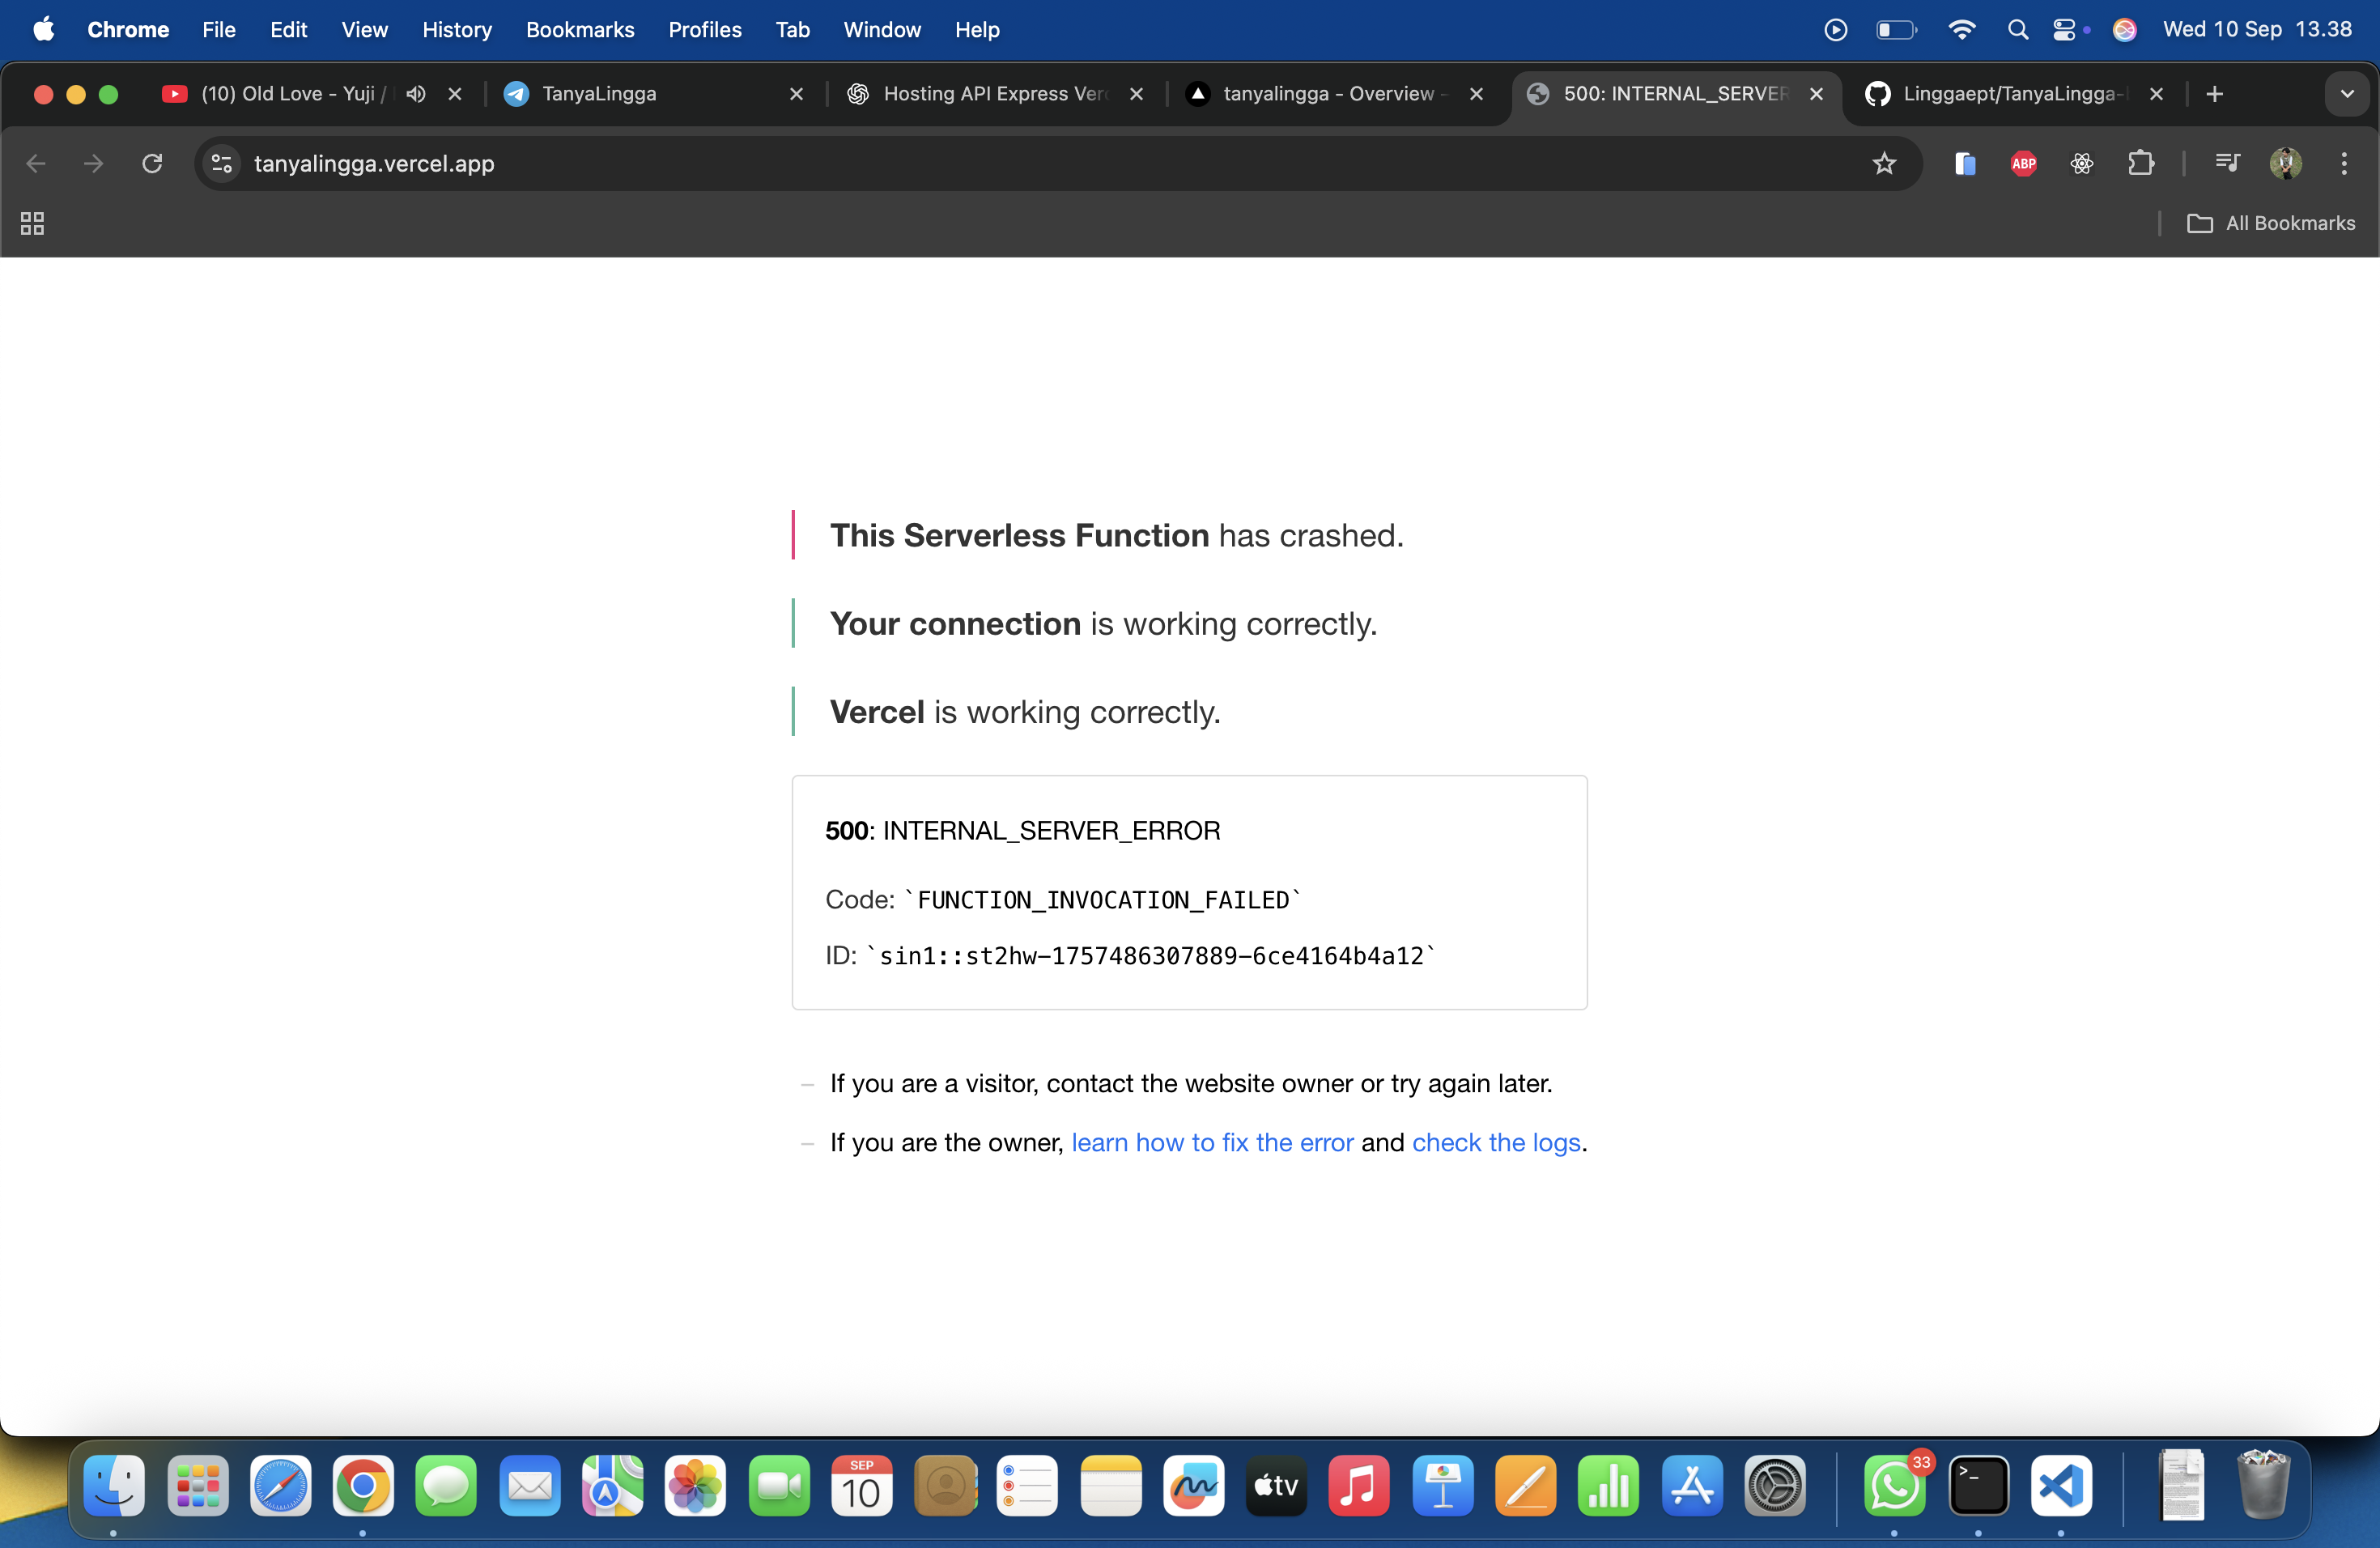 Chrome File Edit View History Bookmarks Profiles Tab Window Help Wed 10 Sep 13.38
(10) Old Love - Yuji / TanyaLingga Hosting API Express Verc tanyalingga - Overview - 500: INTERNAL_SERVER Linggaept/TanyaLingga-
tanyalingga.vercel.app ABP
All Bookmarks
This Serverless Function has crashed.
Your connection is working correctly.
Vercel is working correctly.
500: INTERNAL_SERVER_ERROR
Code: `FUNCTION_INVOCATION_FAILED`
ID: `sin1::st2hw-1757486307889-6ce4164b4a12`
– If you are a visitor, contact the website owner or try again later.
– If you are the owner, learn how to fix the error and check the logs.
SEP
10
tv
33
>_